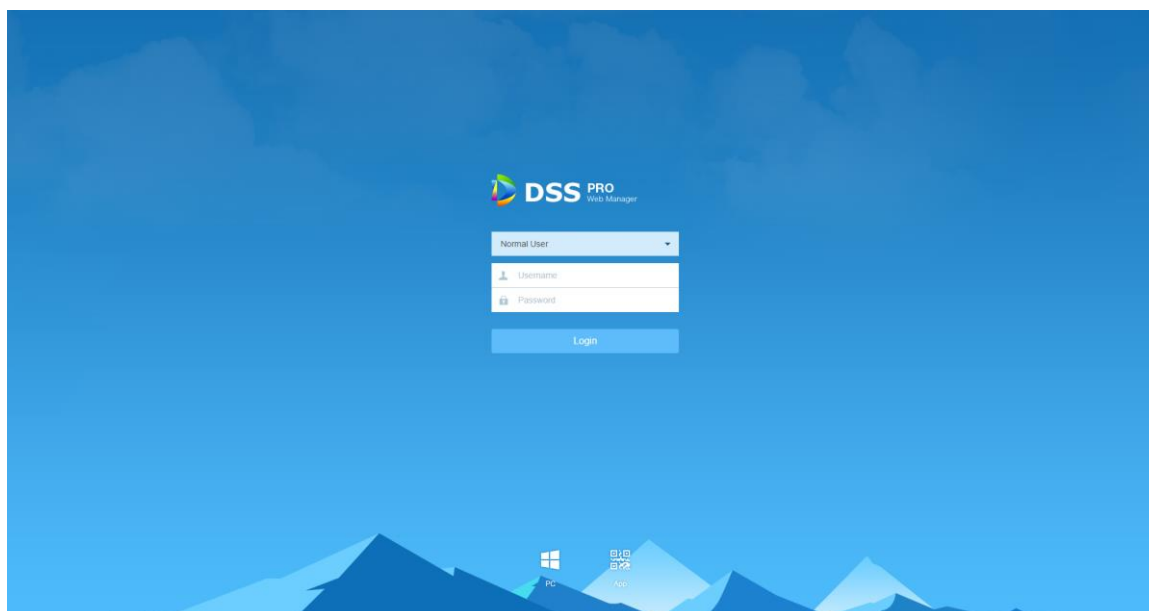 DSS PRO
Web Manager
Normal User
Username
Password
Login
PC App